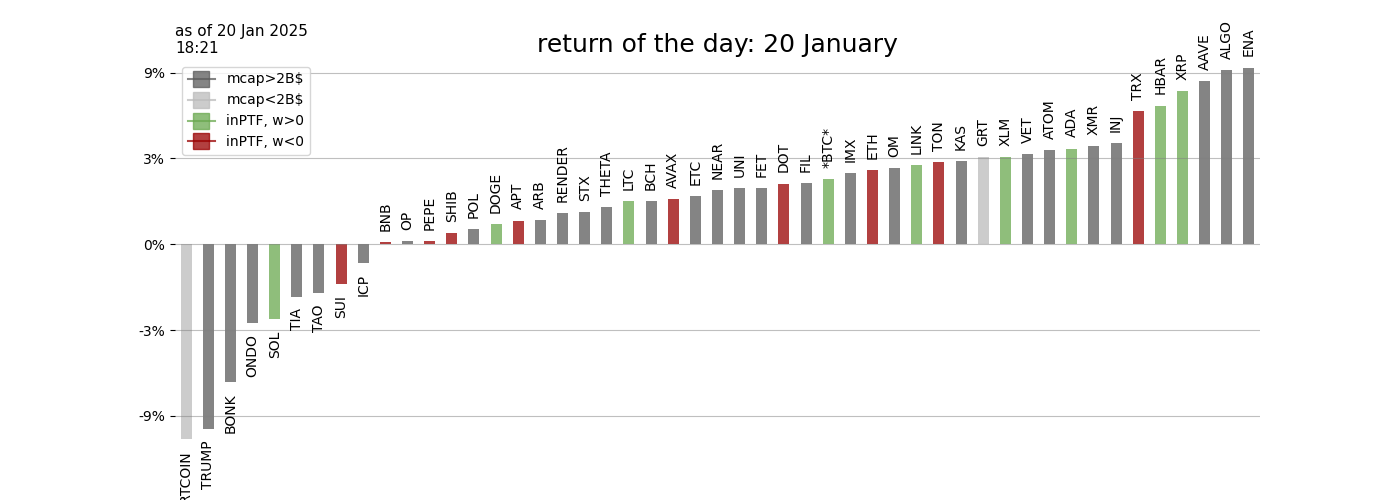 as of 20 Jan 2025
18:21
return of the day: 20 January
mcap>2B$
mcap<2B$
inPTF, w>0
inPTF, w<0
9%
3%
0%
-3%
-9%
RTCOIN
TRUMP
BONK
ONDO
SOL
TIA
TAO
SUI
ICP
BNB
OP
PEPE
SHIB
POL
DOGE
APT
ARB
RENDER
STX
THETA
LTC
BCH
AVAX
ETC
NEAR
UNI
FET
DOT
FIL
*BTC*
IMX
ETH
OM
LINK
TON
KAS
GRT
XLM
VET
ATOM
ADA
XMR
INJ
TRX
HBAR
XRP
AAVE
ALGO
ENA